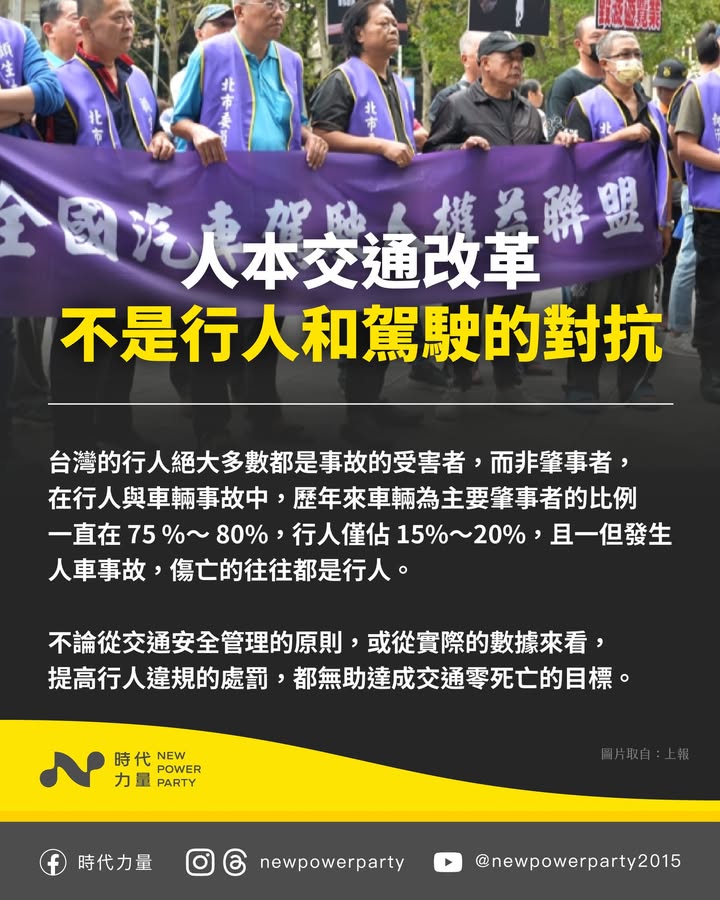 北市
北市委員
北市
全國汽車駕駛人權益聯盟
人本交通改革
不是行人和駕駛的對抗
台灣的行人絕大多數都是事故的受害者，而非肇事者，
在行人與車輛事故中，歷年來車輛為主要肇事者的比例
一直在 75 %～ 80%，行人僅佔 15%～20%，且一但發生
人車事故，傷亡的往往都是行人。
不論從交通安全管理的原則，或從實際的數據來看，
提高行人違規的處罰，都無助達成交通零死亡的目標。
圖片取自：上報
時代力量
NEW POWER PARTY
時代力量
newpowerparty
@newpowerparty2015